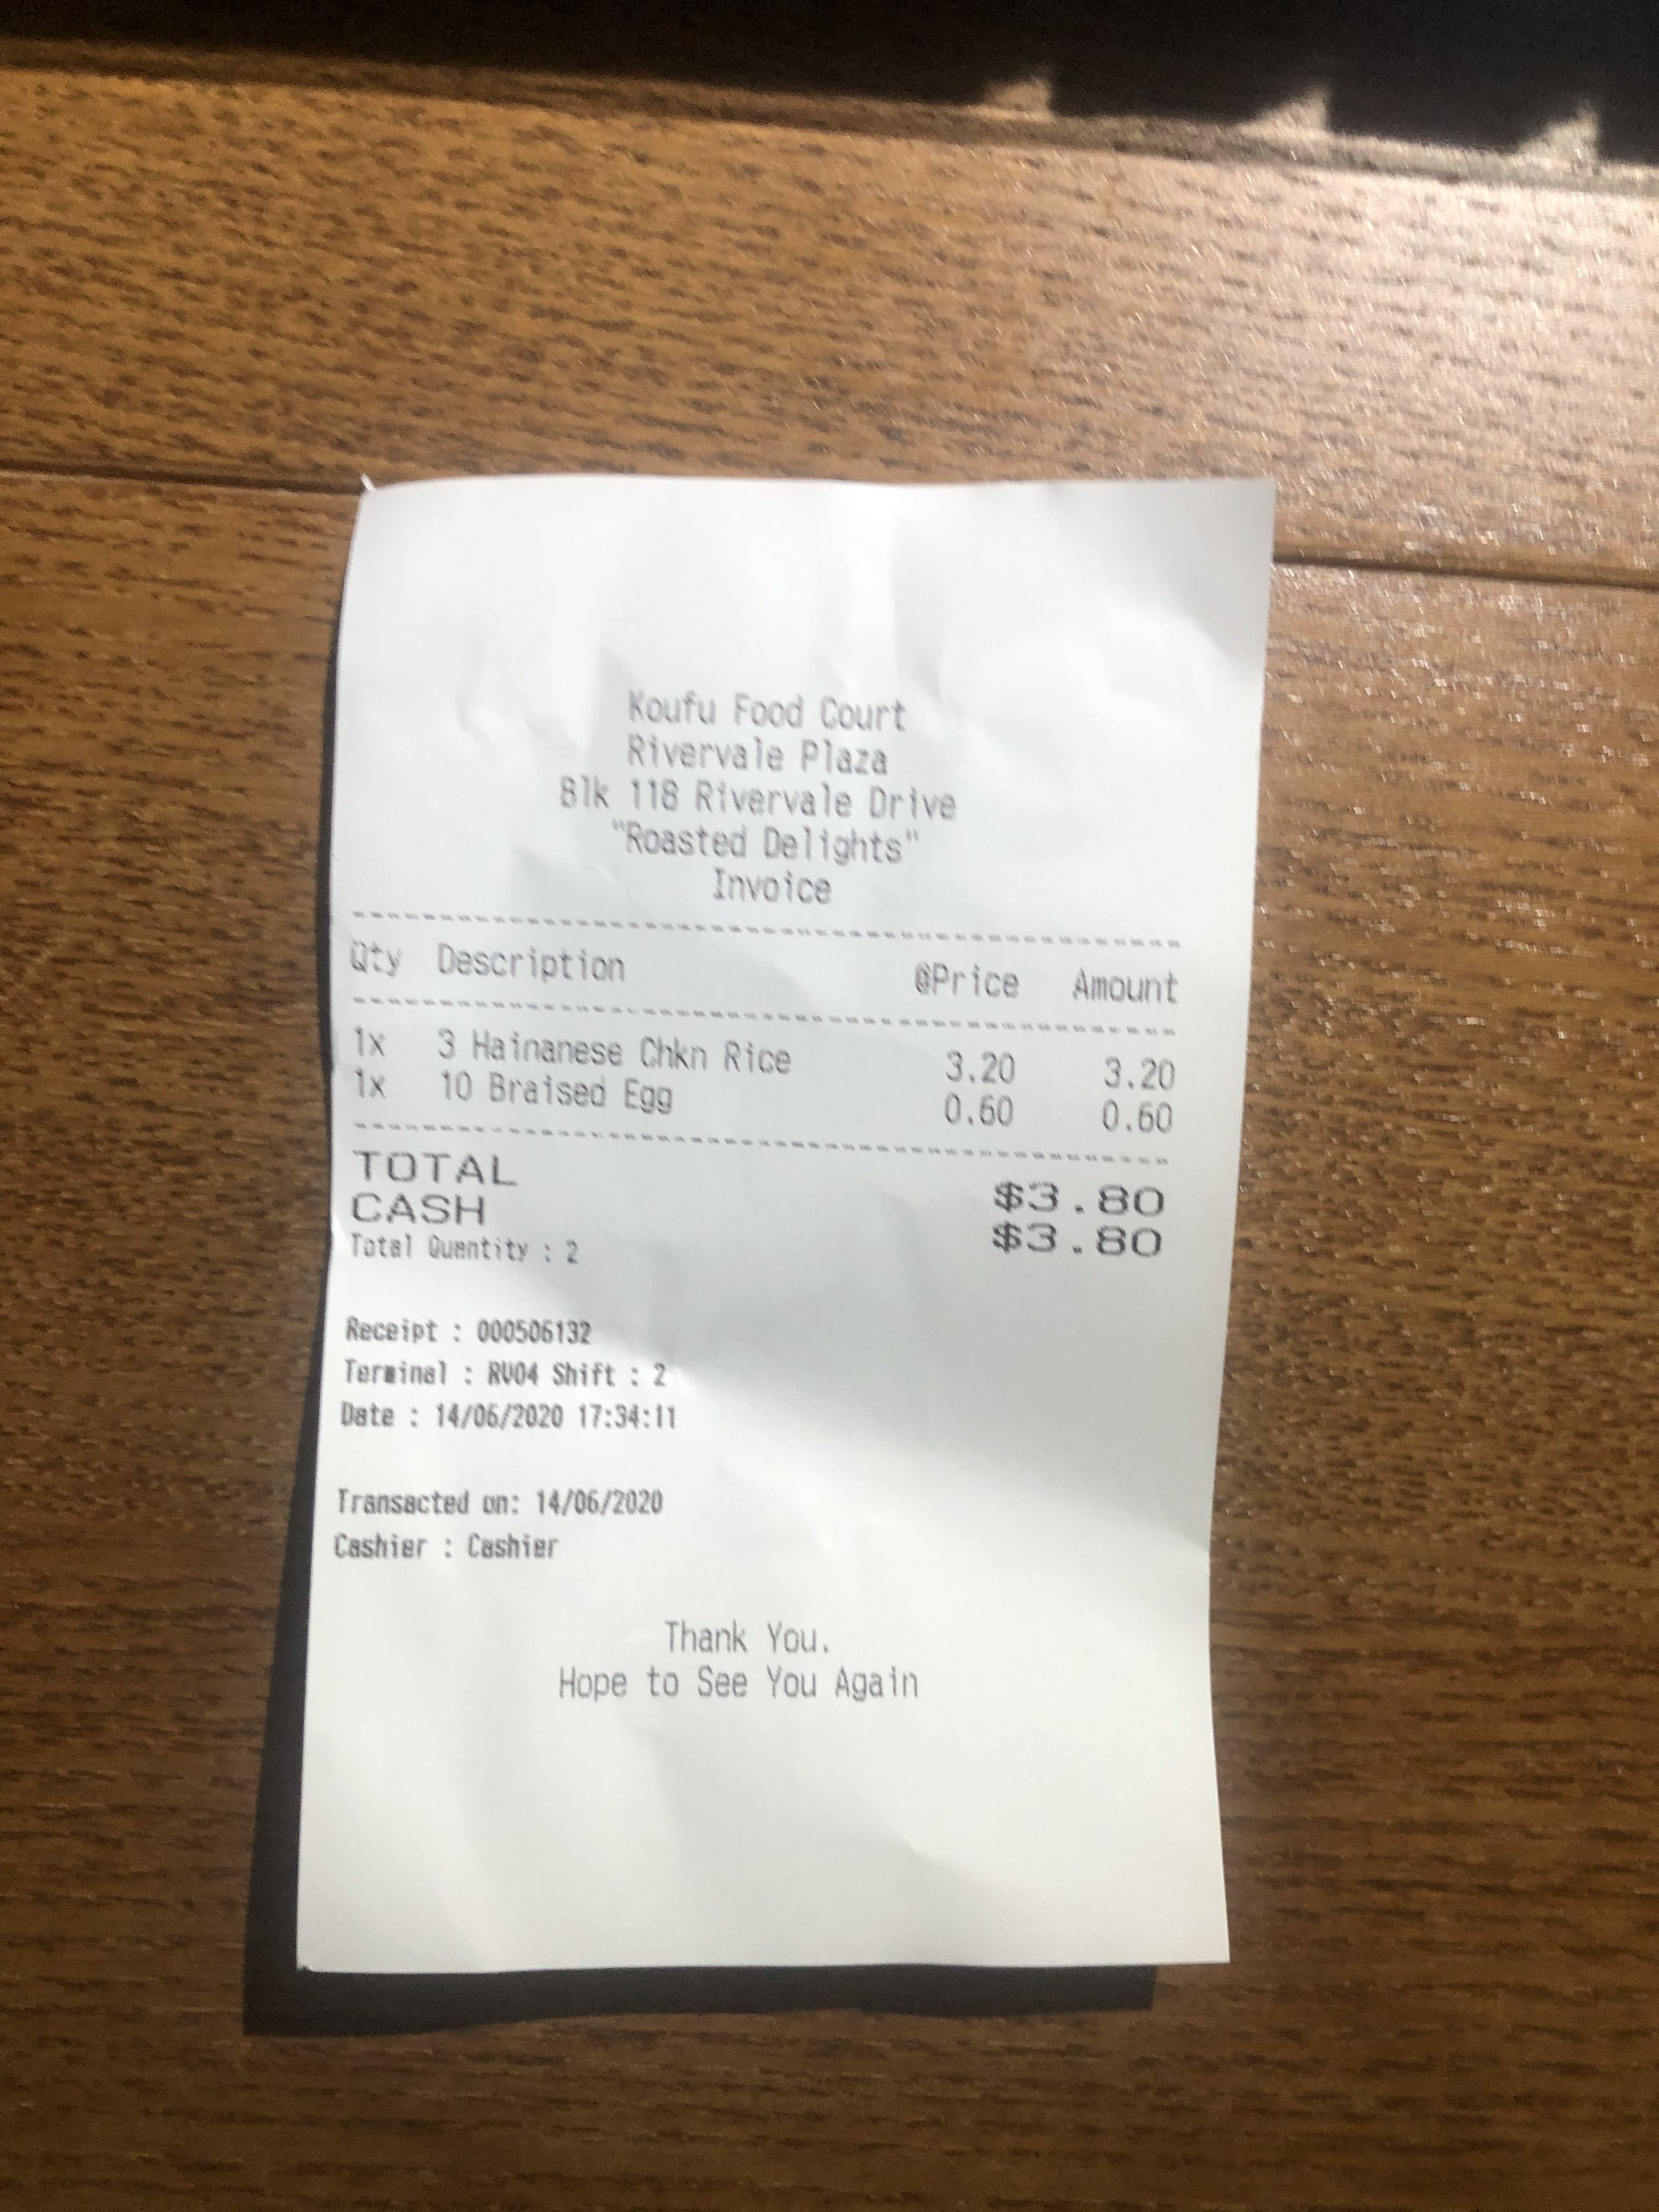 Koufu Food Court
Rivervale Plaza
Blk 118 Rivervale Drive
"Roasted Delights"
Invoice
Qty Description @Price Amount
1x 3 Hainanese Chkn Rice 3.20 3.20
1x 10 Braised Egg 0.60 0.60
TOTAL $3.80
CASH $3.80
Total Quantity : 2
Receipt : 000506132
Terminal : RV04 Shift : 2
Date : 14/06/2020 17:34:11
Transacted on: 14/06/2020
Cashier : Cashier
Thank You.
Hope to See You Again